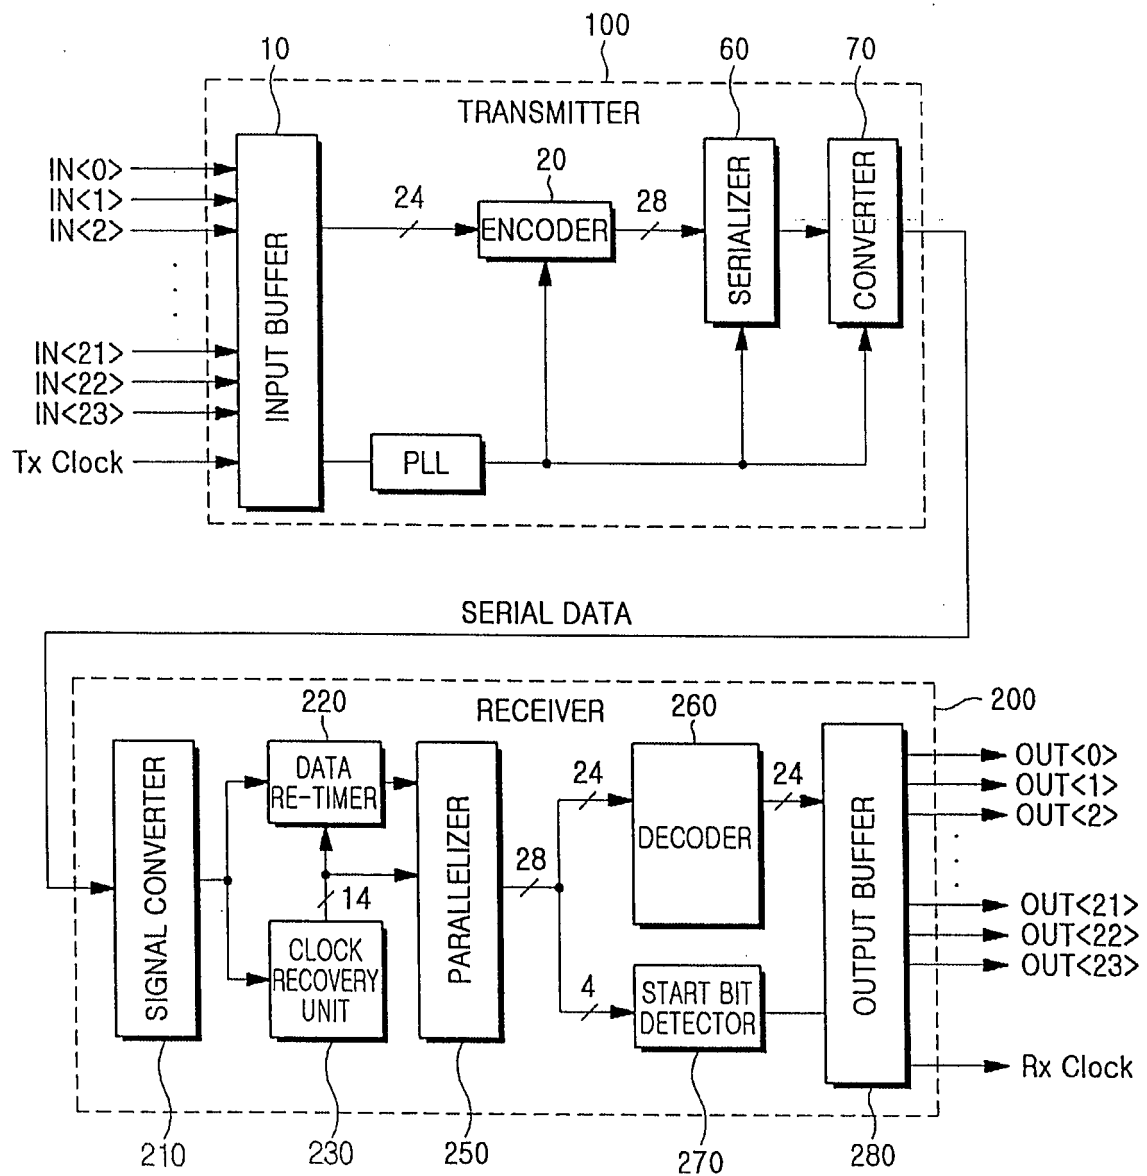 100
10
60
70
TRANSMITTER
IN<0>
IN<1>
IN<2>
IN<21>
IN<22>
IN<23>
Tx Clock
INPUT BUFFER
24
20
ENCODER
28
SERIALIZER
CONVERTER
PLL
SERIAL DATA
RECEIVER
200
220
260
SIGNAL CONVERTER
DATA
RE-TIMER
14
CLOCK
RECOVERY
UNIT
PARALLELIZER
28
24
DECODER
24
4
START BIT
DETECTOR
OUTPUT BUFFER
OUT<0>
OUT<1>
OUT<2>
OUT<21>
OUT<22>
OUT<23>
Rx Clock
210
230
250
270
280